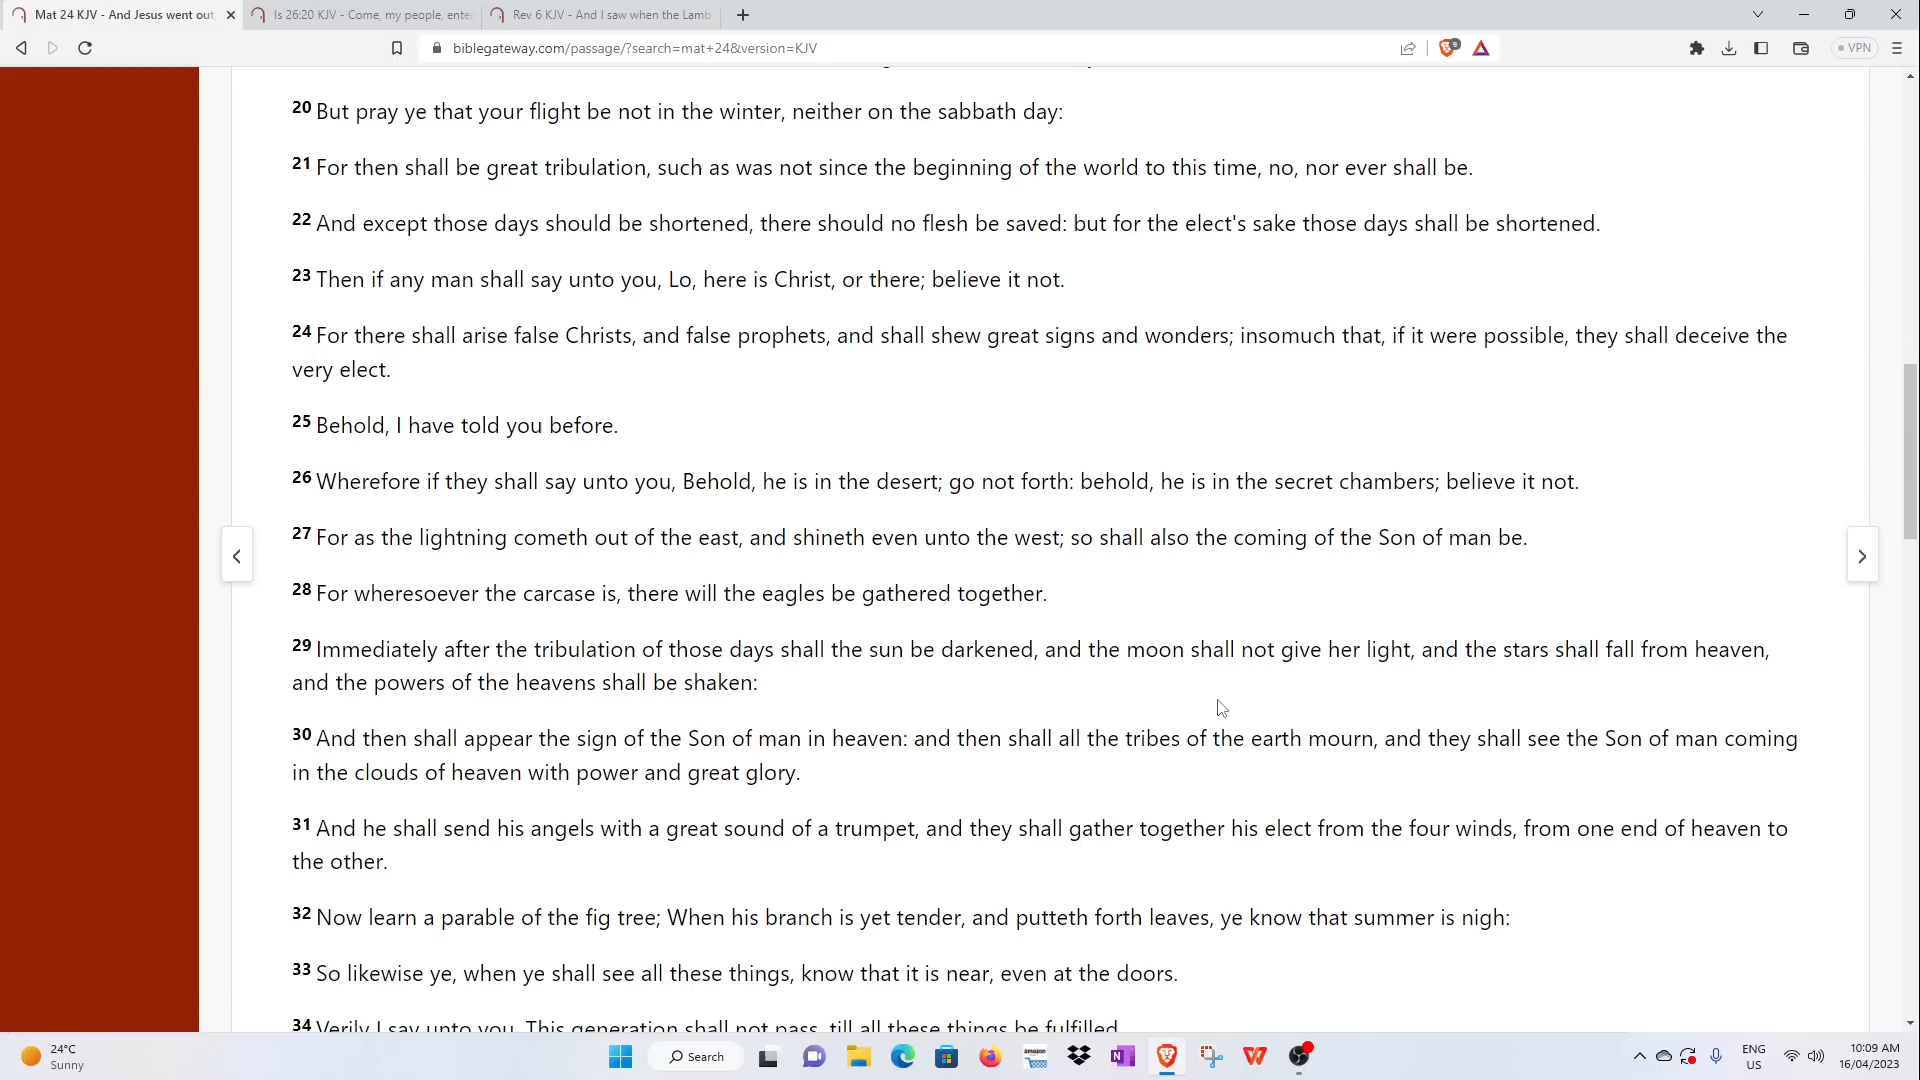 Mat 24 KJV - And Jesus went out,
Is 26:20 KJV - Come, my people, ente
Rev 6 KJV - And I saw when the Lamb
biblegateway.com/passage/?search=mat+24&version=KJV
VPN
20 But pray ye that your flight be not in the winter, neither on the sabbath day:
21 For then shall be great tribulation, such as was not since the beginning of the world to this time, no, nor ever shall be.
22 And except those days should be shortened, there should no flesh be saved: but for the elect's sake those days shall be shortened.
23 Then if any man shall say unto you, Lo, here is Christ, or there; believe it not.
24 For there shall arise false Christs, and false prophets, and shall shew great signs and wonders; insomuch that, if it were possible, they shall deceive the
very elect.
25 Behold, I have told you before.
26 Wherefore if they shall say unto you, Behold, he is in the desert; go not forth: behold, he is in the secret chambers; believe it not.
27 For as the lightning cometh out of the east, and shineth even unto the west; so shall also the coming of the Son of man be.
28 For wheresoever the carcase is, there will the eagles be gathered together.
29 Immediately after the tribulation of those days shall the sun be darkened, and the moon shall not give her light, and the stars shall fall from heaven,
and the powers of the heavens shall be shaken:
30 And then shall appear the sign of the Son of man in heaven: and then shall all the tribes of the earth mourn, and they shall see the Son of man coming
in the clouds of heaven with power and great glory.
31 And he shall send his angels with a great sound of a trumpet, and they shall gather together his elect from the four winds, from one end of heaven to
the other.
32 Now learn a parable of the fig tree; When his branch is yet tender, and putteth forth leaves, ye know that summer is nigh:
33 So likewise ye, when ye shall see all these things, know that it is near, even at the doors.
34 Verily I say unto you, This generation shall not pass, till all these things be fulfilled.
24°C
Sunny
Search
amazon
ENG
US
10:09 AM
16/04/2023